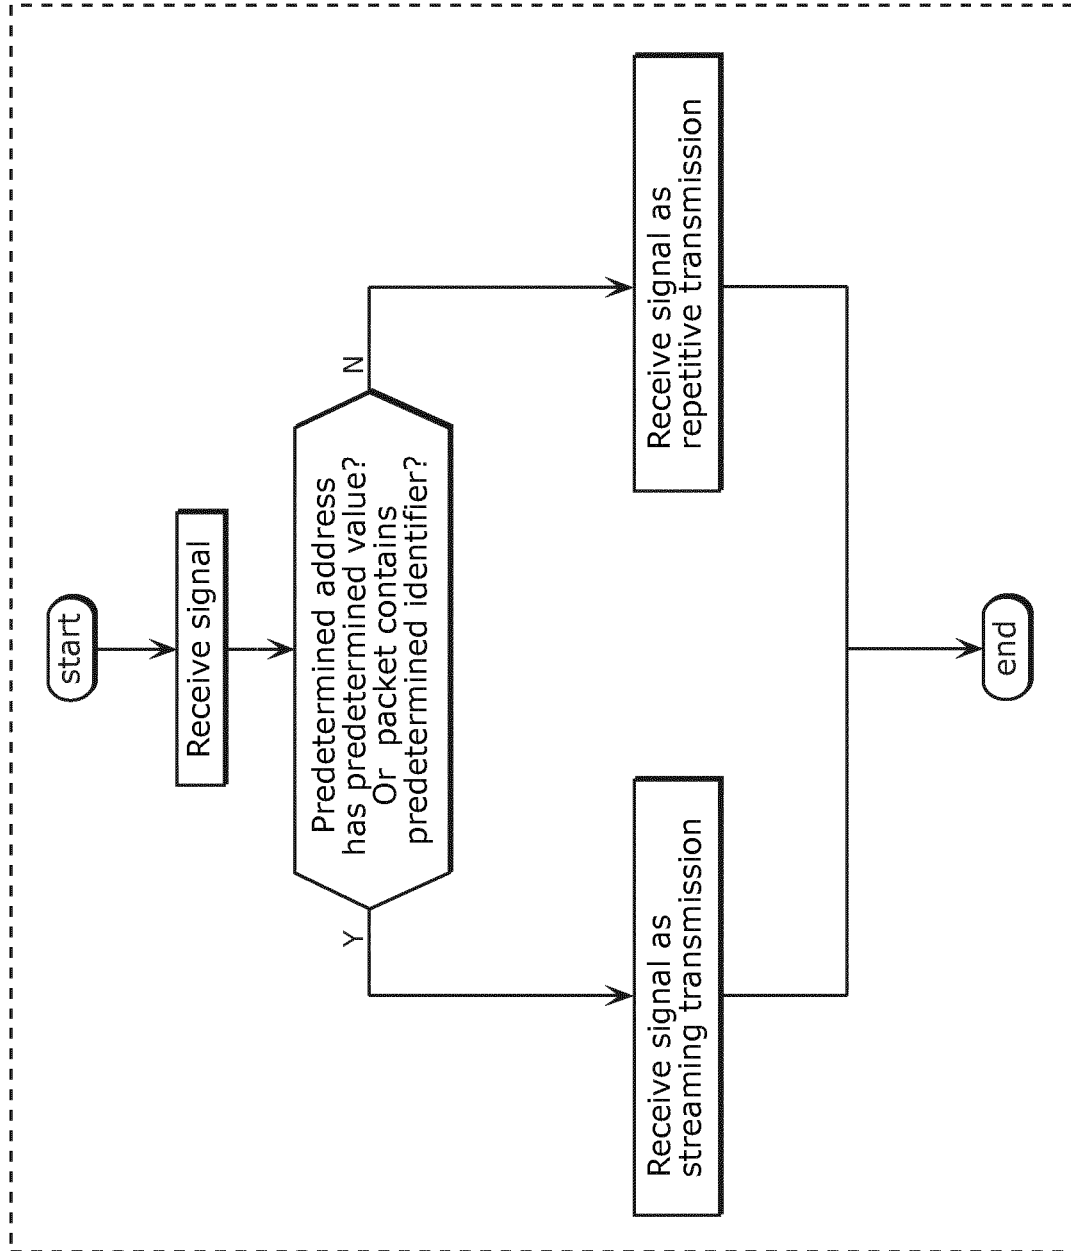 start
Receive signal
Predetermined address
has predetermined value?
Or packet contains
predetermined identifier?
Y
N
Receive signal as
streaming transmission
Receive signal as
repetitive transmission
end